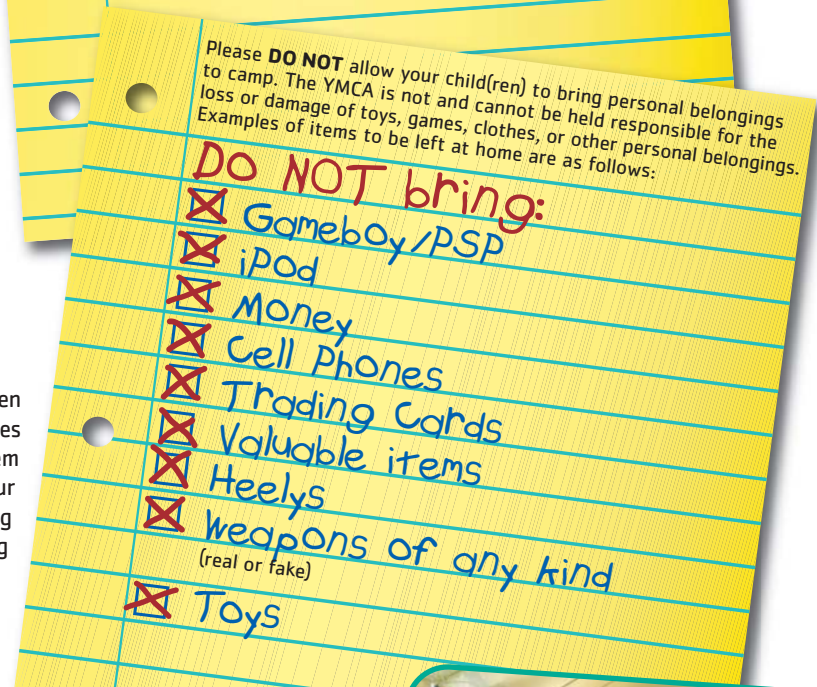 Please DO NOT allow your child(ren) to bring personal belongings
to camp. The YMCA is not and cannot be held responsible for the
loss or damage of toys, games, clothes, or other personal belongings.
Examples of items to be left at home are as follows:
DO NOT bring:
Gameboy/PSP
iPod
Money
Cell Phones
Trading Cards
Valuable items
Heelys
Weapons of any kind
(real or fake)
Toys